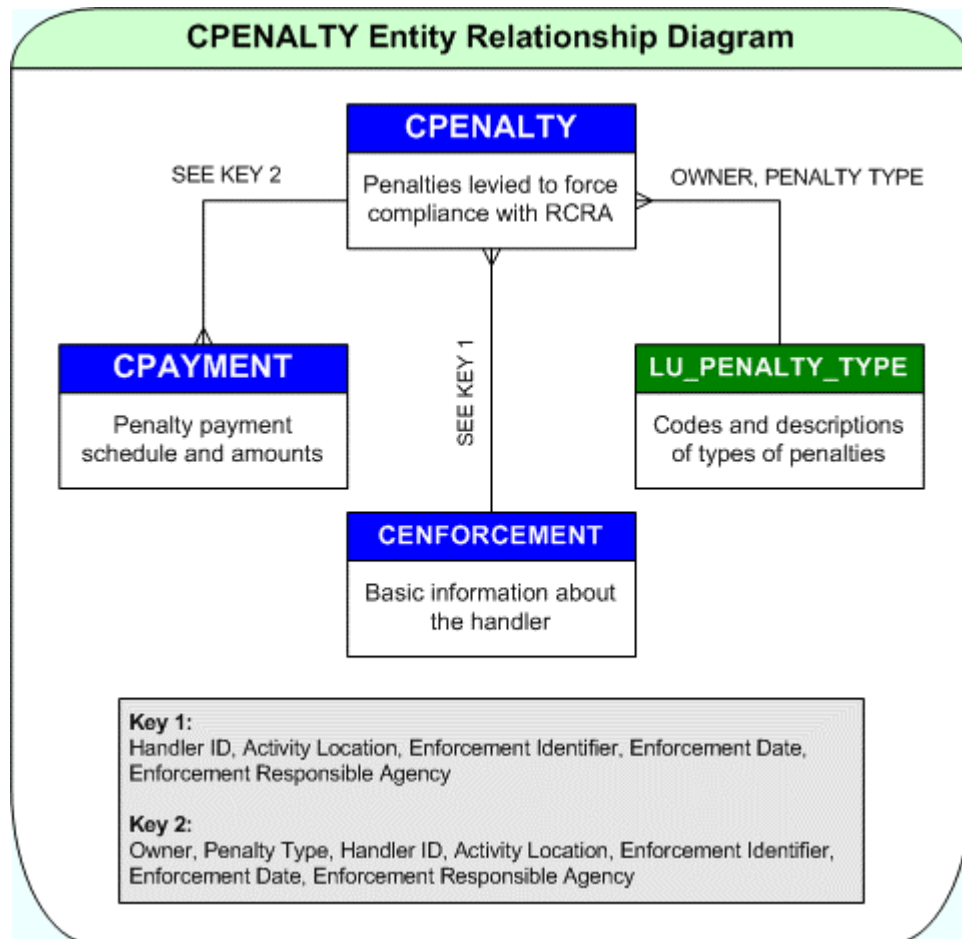 CPENALTY Entity Relationship Diagram
CPENALTY
Penalties levied to force
compliance with RCRA
SEE KEY 2
OWNER, PENALTY TYPE
CPAYMENT
Penalty payment
schedule and amounts
SEE KEY 1
LU_PENALTY_TYPE
Codes and descriptions
of types of penalties
CENFORCEMENT
Basic information about
the handler
Key 1:
Handler ID, Activity Location, Enforcement Identifier, Enforcement Date,
Enforcement Responsible Agency
Key 2:
Owner, Penalty Type, Handler ID, Activity Location, Enforcement Identifier,
Enforcement Date, Enforcement Responsible Agency